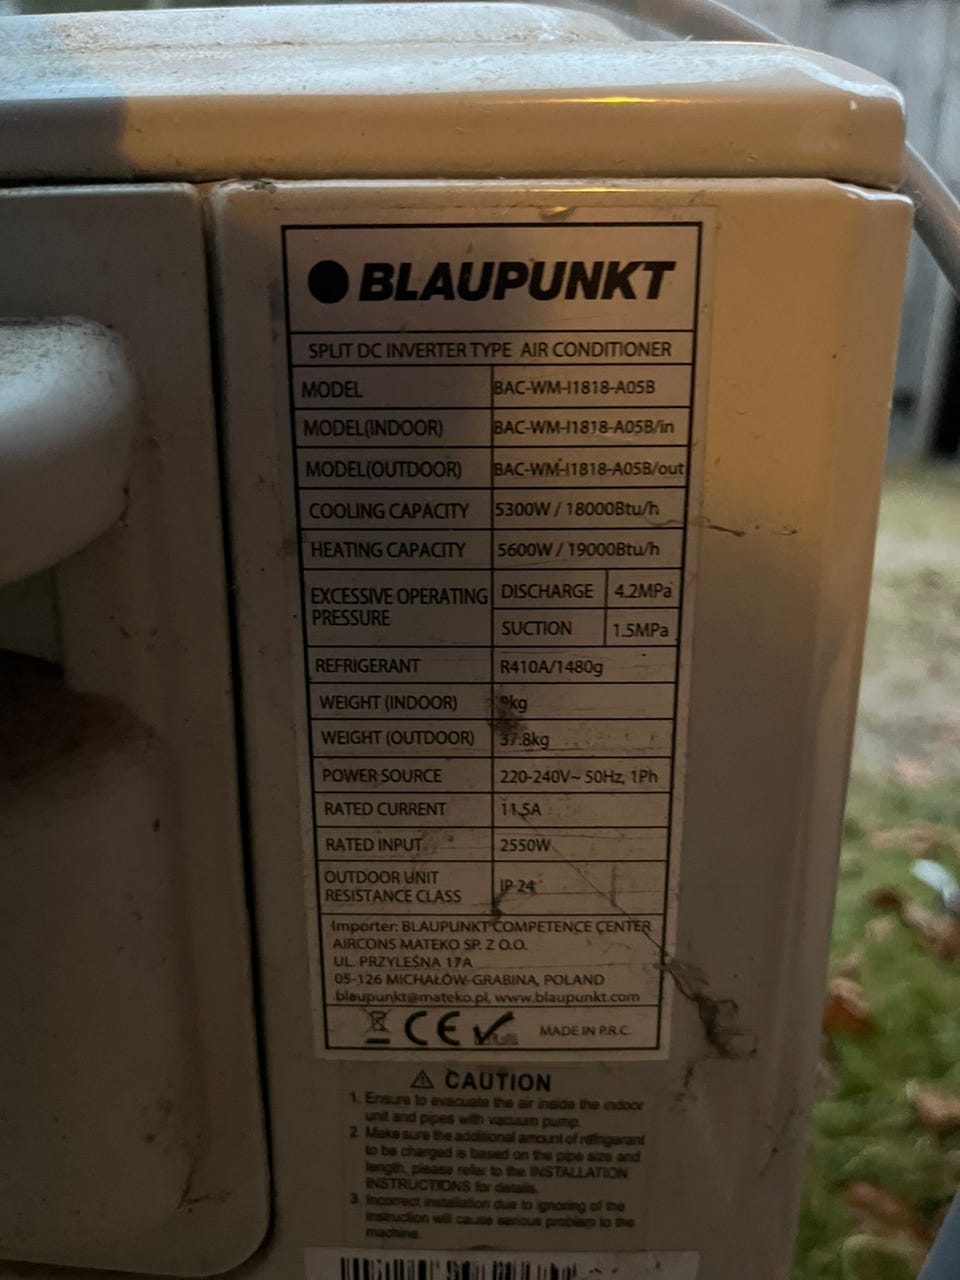 BLAUPUNKT
SPLIT DC INVERTER TYPE AIR CONDITIONER
MODEL BAC-WM-I1818-A05B
MODEL(INDOOR) BAC-WM-I1818-A05B/in
MODEL(OUTDOOR) BAC-WM-I1818-A05B/out
COOLING CAPACITY 5300W / 18000Btu/h
HEATING CAPACITY 5600W / 19000Btu/h
EXCESSIVE OPERATING PRESSURE DISCHARGE 4.2MPa
SUCTION 1.5MPa
REFRIGERANT R410A/1480g
WEIGHT (INDOOR) kg
WEIGHT (OUTDOOR) 37.8kg
POWER SOURCE 220-240V~ 50Hz, 1Ph
RATED CURRENT 11.5A
RATED INPUT 2550W
OUTDOOR UNIT
RESISTANCE CLASS IP 24
Importer: BLAUPUNKT COMPETENCE CENTER
AIRCONS MATEKO SP. Z O.O.
UL. PRZYLEŚNA 17A
05-126 MICHAŁÓW-GRABINA, POLAND
blaupunkt@mateko.pl, www.blaupunkt.com
CE MADE IN P.R.C.
CAUTION
1. Ensure to evacuate the air inside the indoor
unit and pipes with vacuum pump.
2. Make sure the additional amount of refrigerant
to be charged is based on the pipe size and
length, please refer to the INSTALLATION
INSTRUCTIONS for details.
3. Incorrect installation due to ignoring of the
instruction will cause serious problem to the
machine.